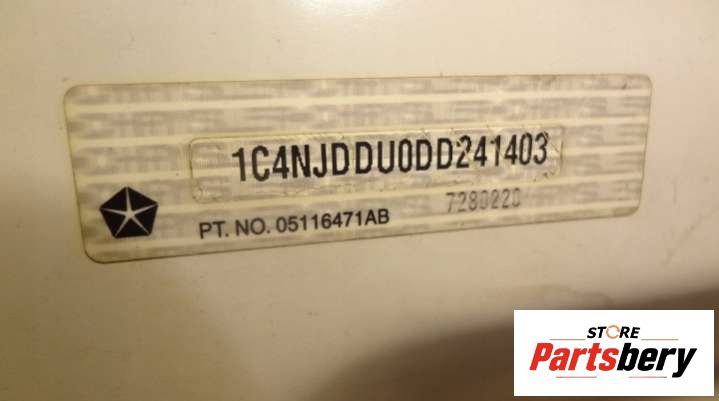 1C4NJDDU0DD241403
PT. NO. 05116471AB
7280220
STORE
Partsbery